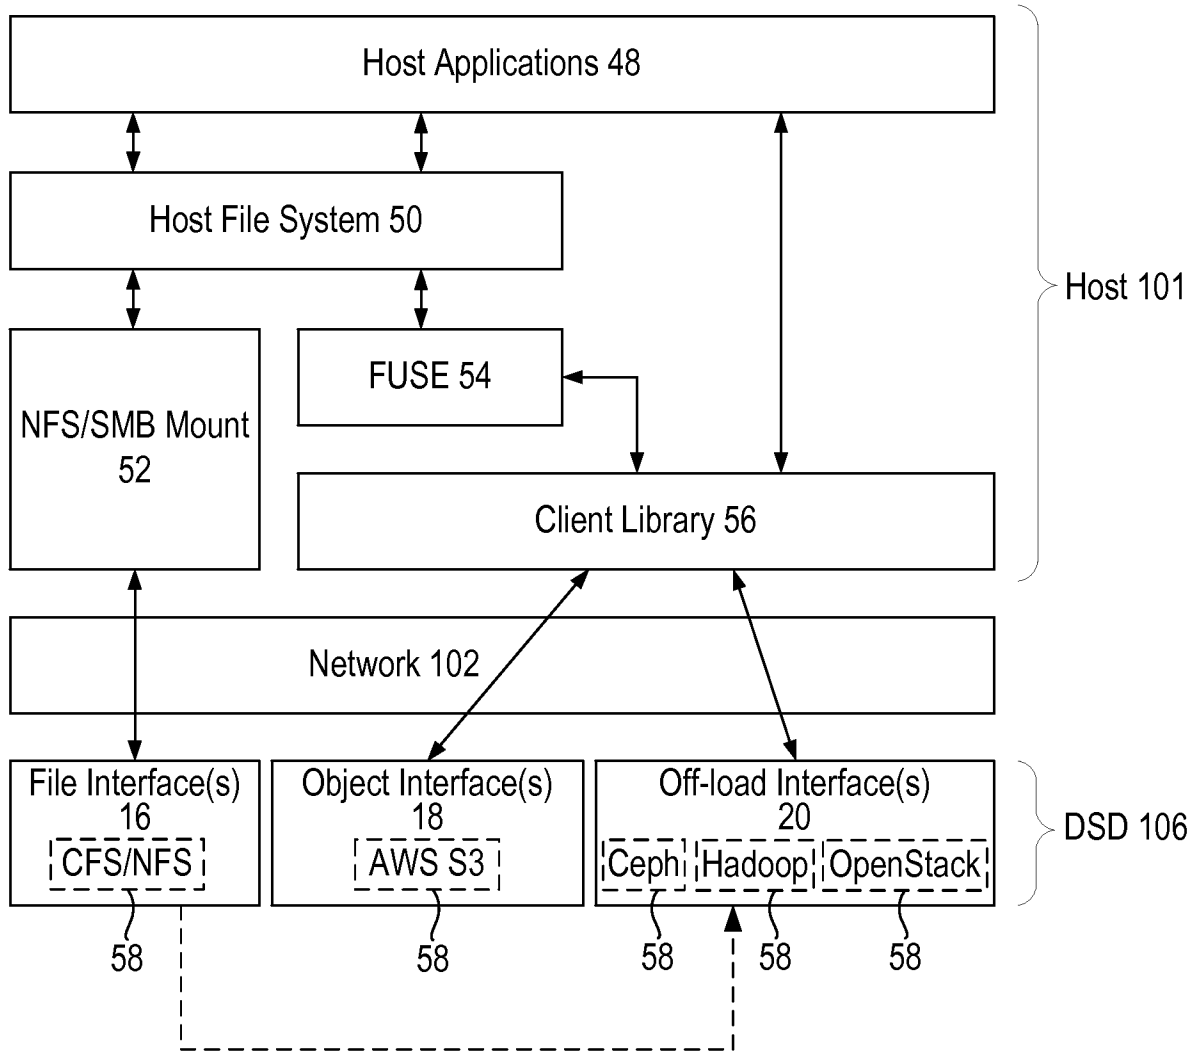 Host Applications 48
Host File System 50
Host 101
NFS/SMB Mount
52
FUSE 54
Client Library 56
Network 102
File Interface(s)
16
CFS/NFS
Object Interface(s)
18
AWS S3
Off-load Interface(s)
20
Ceph
Hadoop
OpenStack
DSD 106
58
58
58
58
58